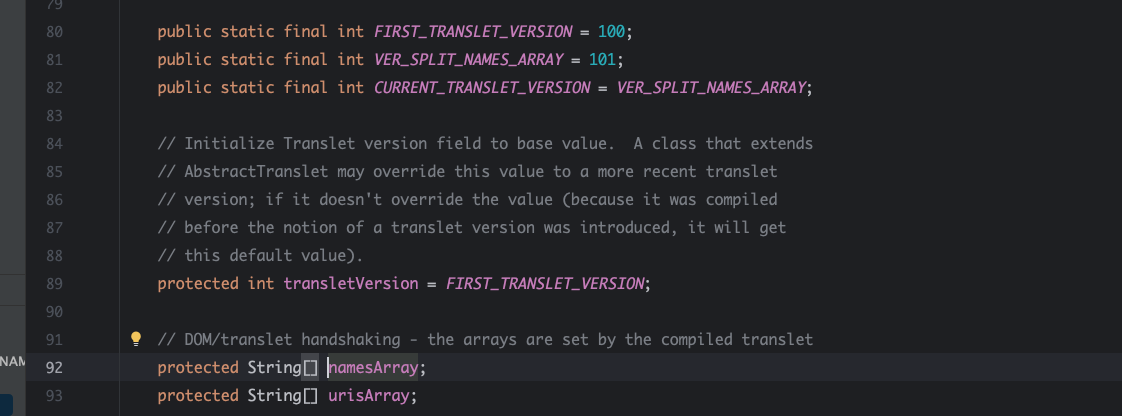 79
80 public static final int FIRST_TRANSLET_VERSION = 100;
81 public static final int VER_SPLIT_NAMES_ARRAY = 101;
82 public static final int CURRENT_TRANSLET_VERSION = VER_SPLIT_NAMES_ARRAY;
83
84 // Initialize Translet version field to base value.  A class that extends
85 // AbstractTranslet may override this value to a more recent translet
86 // version; if it doesn't override the value (because it was compiled
87 // before the notion of a translet version was introduced, it will get
88 // this default value).
89 protected int transletVersion = FIRST_TRANSLET_VERSION;
90
91 // DOM/translet handshaking - the arrays are set by the compiled translet
NAM
92 protected String[] namesArray;
93 protected String[] urisArray;